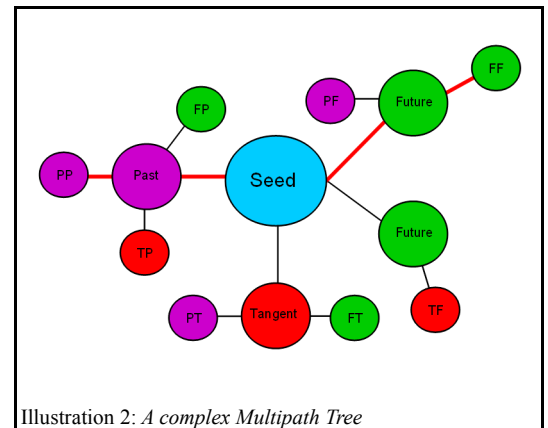 FF
PF
Future
FP
PP
Past
Seed
Future
TP
PT
Tangent
FT
TF
Illustration 2: A complex Multipath Tree